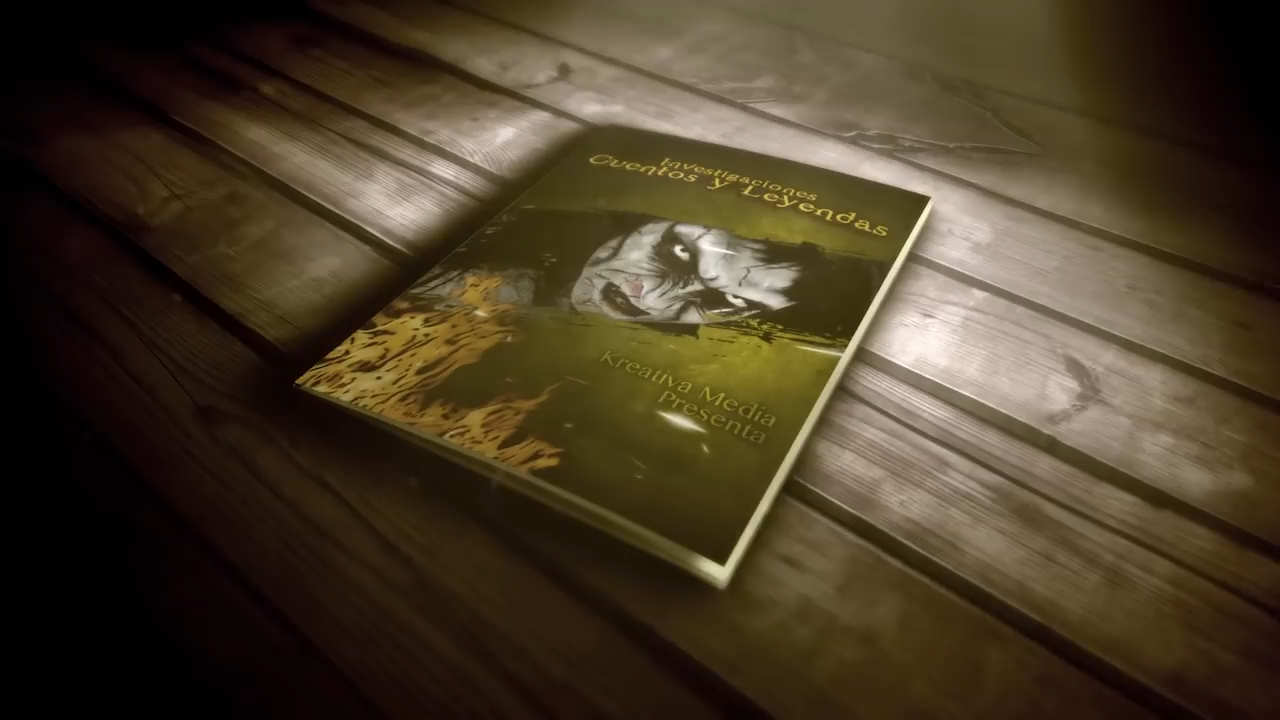 Investigaciones
Cuentos y Leyendas
Kreativa Media
Presenta